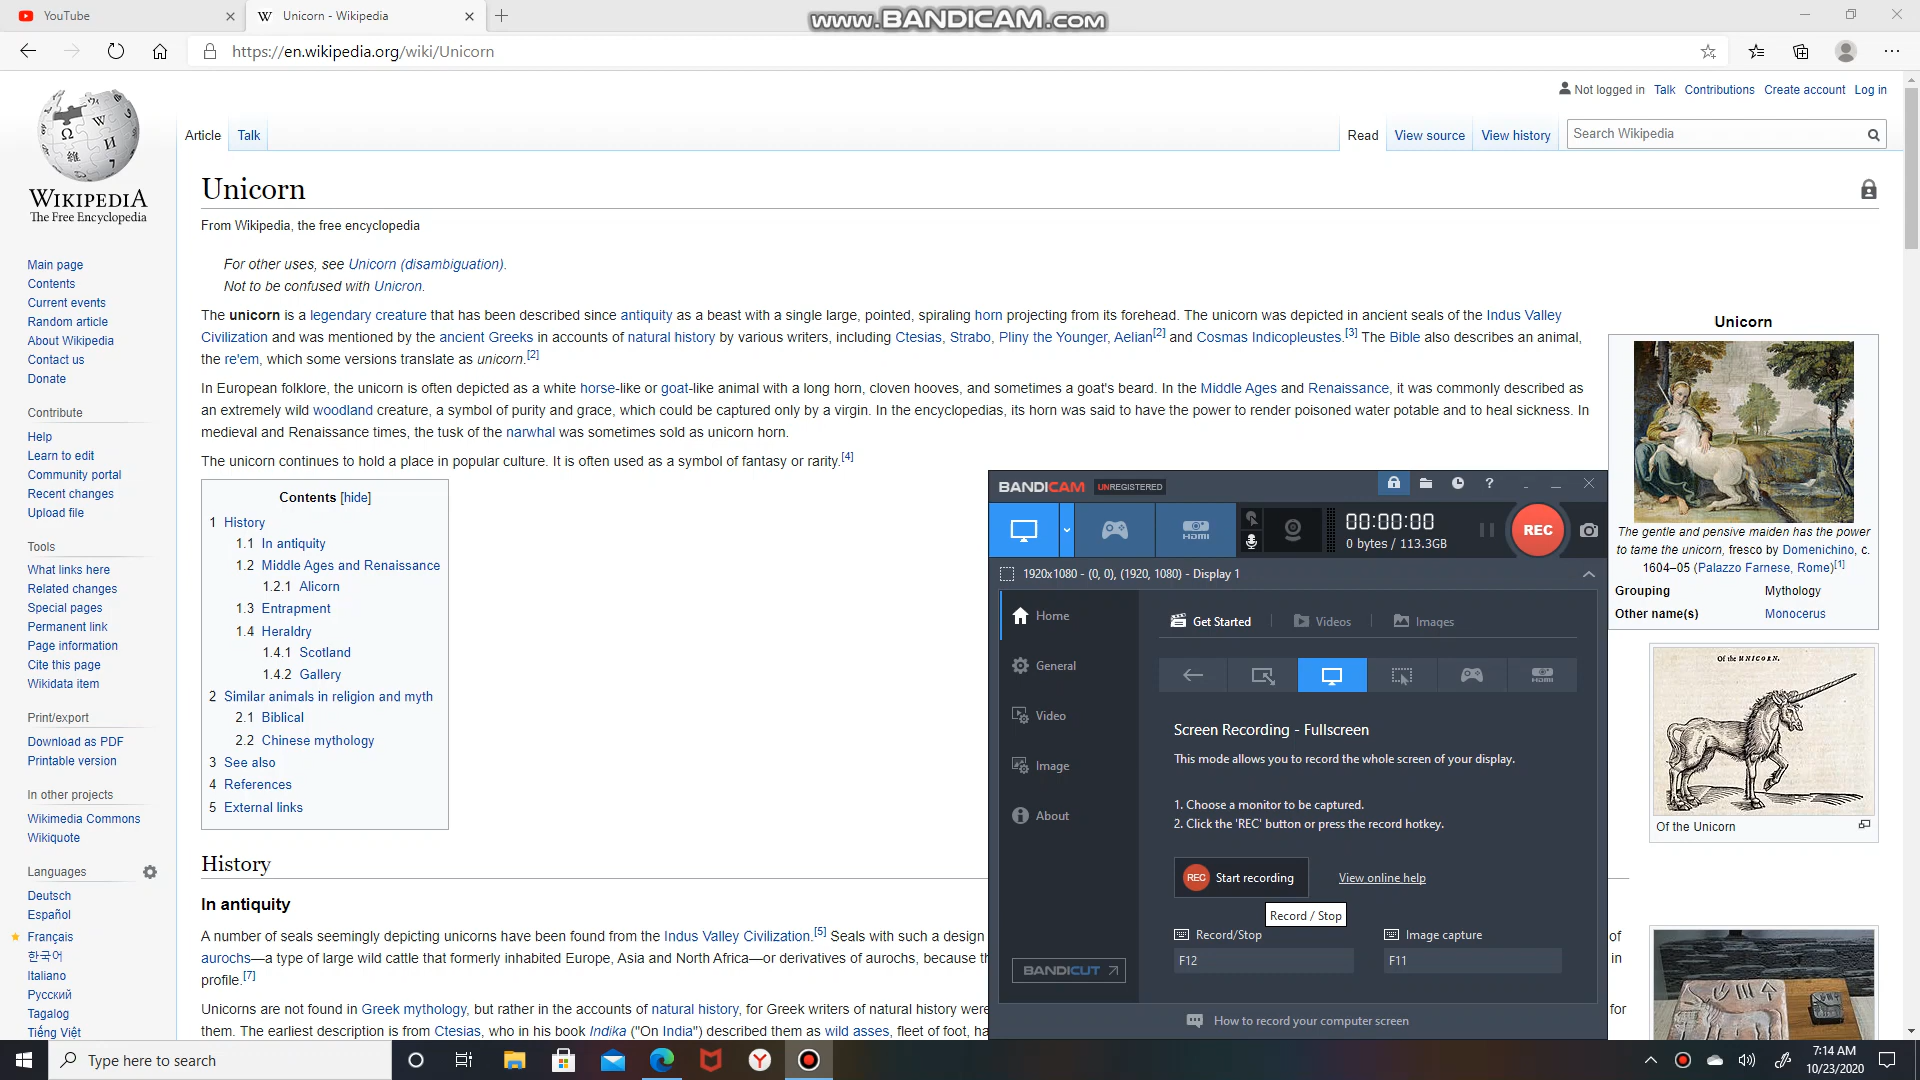 YouTube
Unicorn - Wikipedia
www.BANDICAM.com
https://en.wikipedia.org/wiki/Unicorn
Not logged in Talk Contributions Create account Log in
Article Talk
Read View source View history Search Wikipedia
WIKIPEDIA
The Free Encyclopedia
Main page
Contents
Current events
Random article
About Wikipedia
Contact us
Donate
Contribute
Help
Learn to edit
Community portal
Recent changes
Upload file
Tools
What links here
Related changes
Special pages
Permanent link
Page information
Cite this page
Wikidata item
Print/export
Download as PDF
Printable version
In other projects
Wikimedia Commons
Wikiquote
Languages
Deutsch
Español
Français
한국어
Italiano
Русский
Tagalog
Tiếng Việt
Unicorn
From Wikipedia, the free encyclopedia
For other uses, see Unicorn (disambiguation).
Not to be confused with Unicron.
The unicorn is a legendary creature that has been described since antiquity as a beast with a single large, pointed, spiraling horn projecting from its forehead. The unicorn was depicted in ancient seals of the Indus Valley
Civilization and was mentioned by the ancient Greeks in accounts of natural history by various writers, including Ctesias, Strabo, Pliny the Younger, Aelian[2] and Cosmas Indicopleustes.[3] The Bible also describes an animal,
the re'em, which some versions translate as unicorn.[2]
In European folklore, the unicorn is often depicted as a white horse-like or goat-like animal with a long horn, cloven hooves, and sometimes a goat's beard. In the Middle Ages and Renaissance, it was commonly described as
an extremely wild woodland creature, a symbol of purity and grace, which could be captured only by a virgin. In the encyclopedias, its horn was said to have the power to render poisoned water potable and to heal sickness. In
medieval and Renaissance times, the tusk of the narwhal was sometimes sold as unicorn horn.
The unicorn continues to hold a place in popular culture. It is often used as a symbol of fantasy or rarity.[4]
Contents [hide]
1 History
1.1 In antiquity
1.2 Middle Ages and Renaissance
1.2.1 Alicorn
1.3 Entrapment
1.4 Heraldry
1.4.1 Scotland
1.4.2 Gallery
2 Similar animals in religion and myth
2.1 Biblical
2.2 Chinese mythology
3 See also
4 References
5 External links
History
In antiquity
A number of seals seemingly depicting unicorns have been found from the Indus Valley Civilization.[5] Seals with such a design
of
aurochs—a type of large wild cattle that formerly inhabited Europe, Asia and North Africa—or derivatives of aurochs, because th
in
profile.[7]
Unicorns are not found in Greek mythology, but rather in the accounts of natural history, for Greek writers of natural history were
for
them. The earliest description is from Ctesias, who in his book Indika ("On India") described them as wild asses, fleet of foot, ha
Unicorn
The gentle and pensive maiden has the power
to tame the unicorn, fresco by Domenichino, c.
1604–05 (Palazzo Farnese, Rome)[1]
Grouping Mythology
Other name(s) Monocerus
Of the UNICORN.
Of the Unicorn
BANDICAM UNREGISTERED
HDMI
00:00:00
0 bytes / 113.3GB
REC
1920x1080 - (0, 0), (1920, 1080) - Display 1
Home
General
Video
Image
About
BANDICUT
Get Started Videos Images
HDMI
Screen Recording - Fullscreen
This mode allows you to record the whole screen of your display.
1. Choose a monitor to be captured.
2. Click the 'REC' button or press the record hotkey.
REC Start recording View online help
Record / Stop
Record/Stop Image capture
F12 F11
How to record your computer screen
Type here to search
7:14 AM
10/23/2020